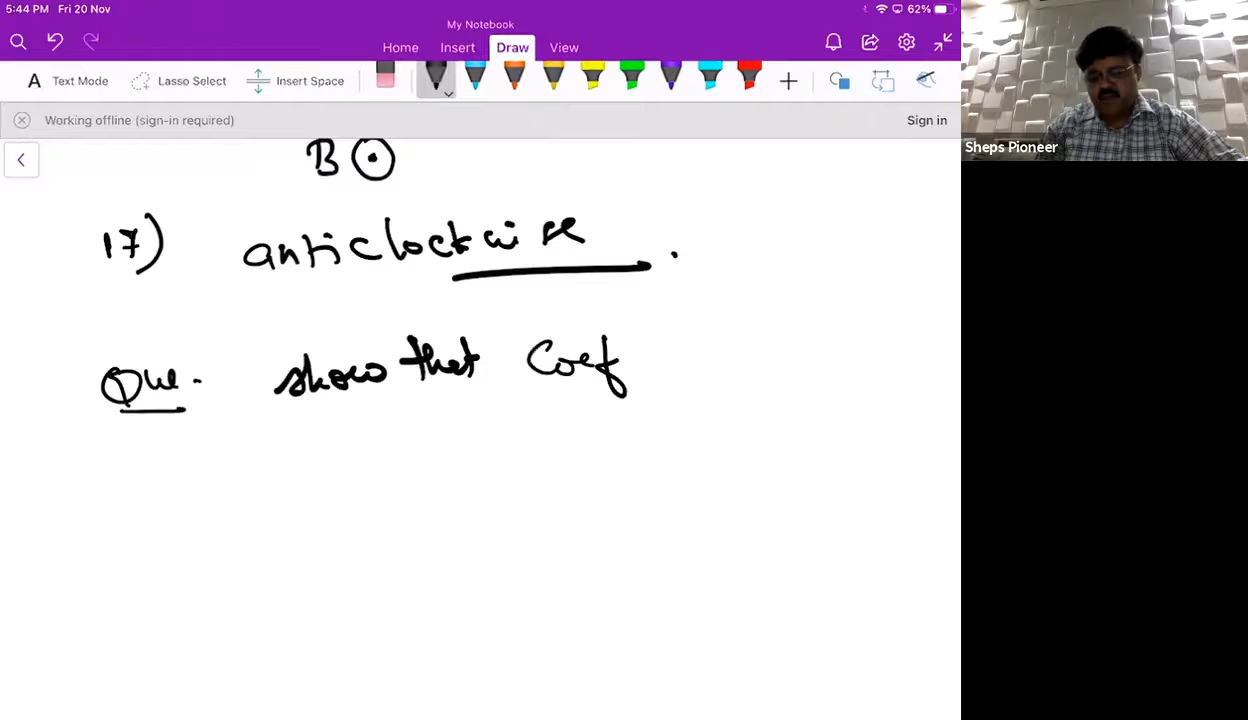 5:44 PM Fri 20 Nov
62%
My Notebook
Home Insert Draw View
A Text Mode Lasso Select Insert Space
Working offline (sign-in required) Sign in
Sheps Pioneer
B
17) anticlockwise .
Que. show that Coef